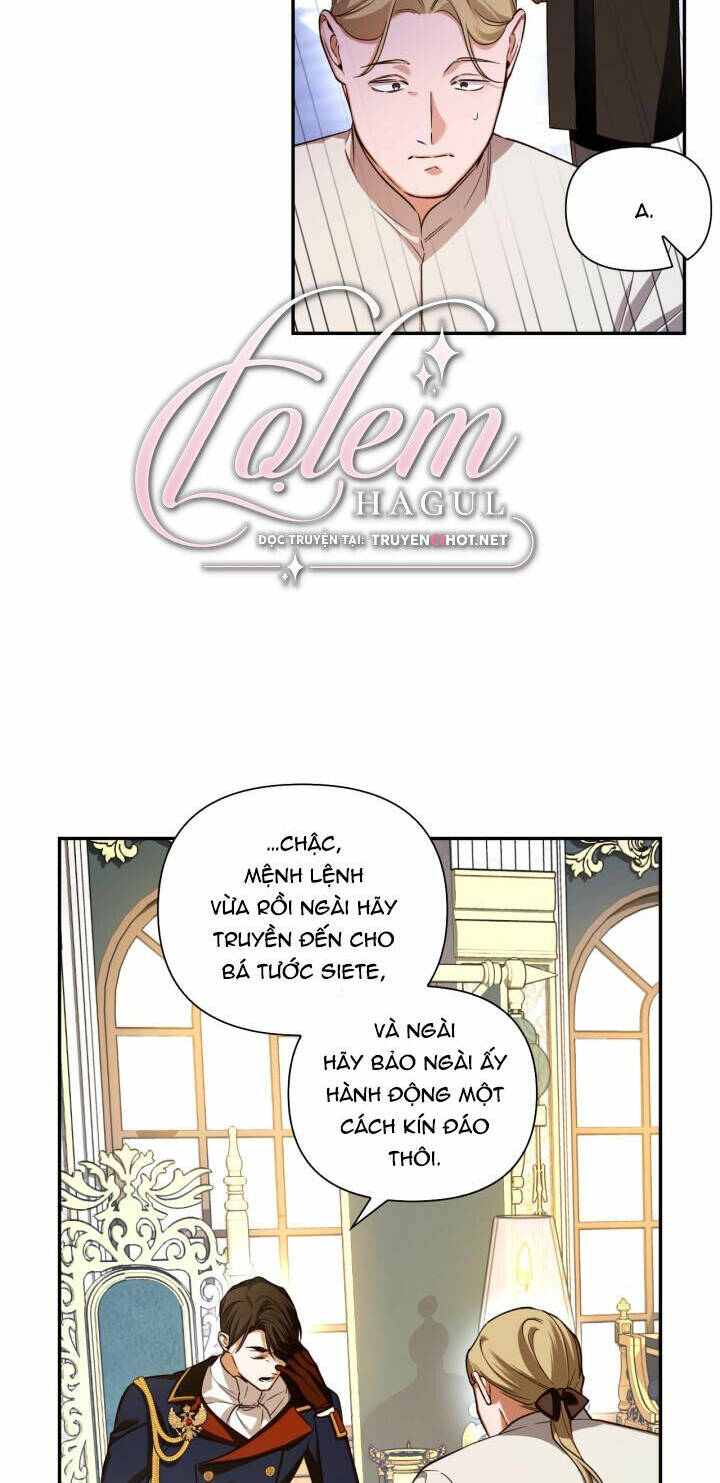 A.
Lọlem
HAGUL
ĐỌC TRUYỆN TẠI: TRUYENGIHOT.NET
...CHẬC,
MỆNH LỆNH
VỪA RỒI NGÀI HÃY
TRUYỀN ĐẾN CHO
BÁ TƯỚC SIETE,
VÀ NGÀI
HÃY BẢO NGÀI ẤY
HÀNH ĐỘNG MỘT
CÁCH KÍN ĐÁO
THÔI.